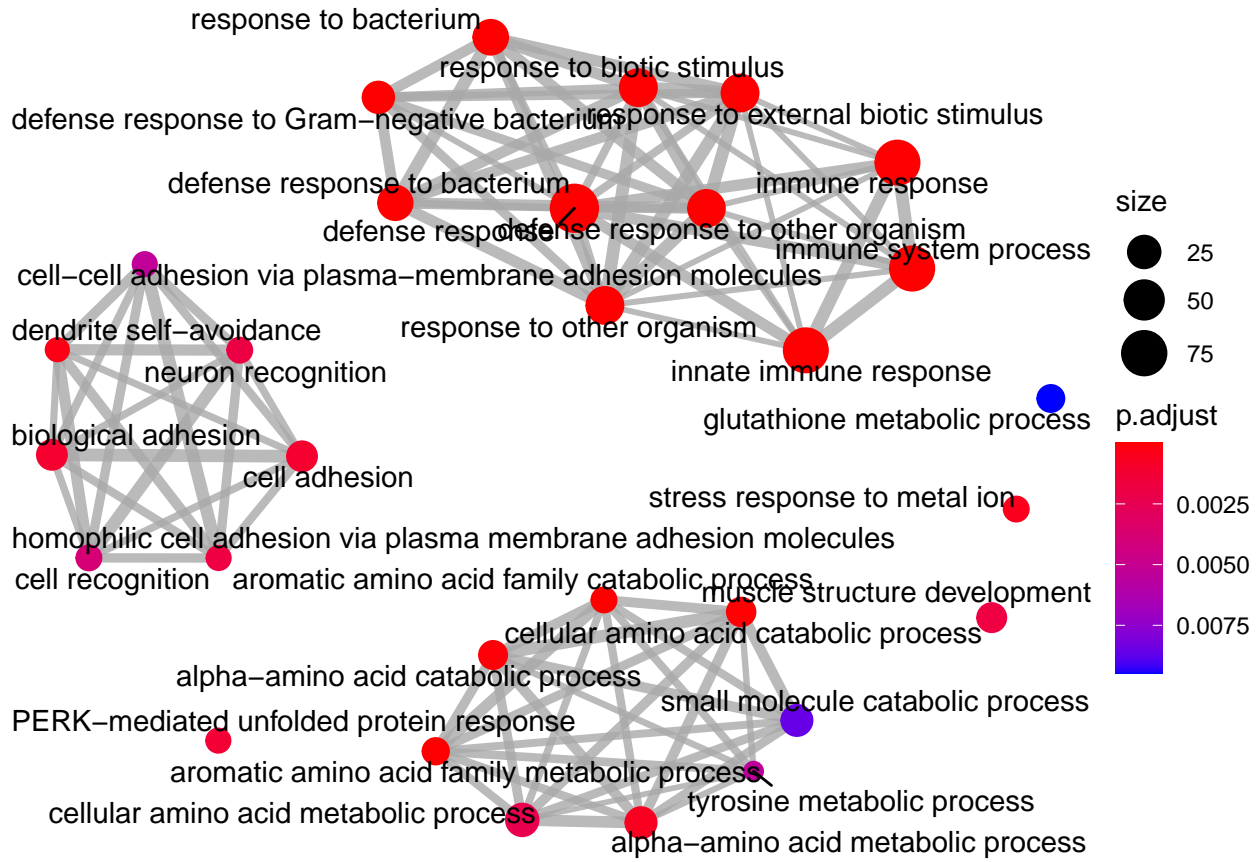 response to bacterium
response to biotic stimulus
defense response to Gram−negative bacterium
response to external biotic stimulus
defense response to bacterium
immune response
defense response
defense response to other organism
immune system process
cell−cell adhesion via plasma−membrane adhesion molecules
response to other organism
dendrite self−avoidance
neuron recognition
innate immune response
glutathione metabolic process
biological adhesion
cell adhesion
stress response to metal ion
homophilic cell adhesion via plasma membrane adhesion molecules
cell recognition
aromatic amino acid family catabolic process
muscle structure development
cellular amino acid catabolic process
alpha−amino acid catabolic process
small molecule catabolic process
PERK−mediated unfolded protein response
aromatic amino acid family metabolic process
tyrosine metabolic process
cellular amino acid metabolic process
alpha−amino acid metabolic process
size
25
50
75
p.adjust
0.0025
0.0050
0.0075